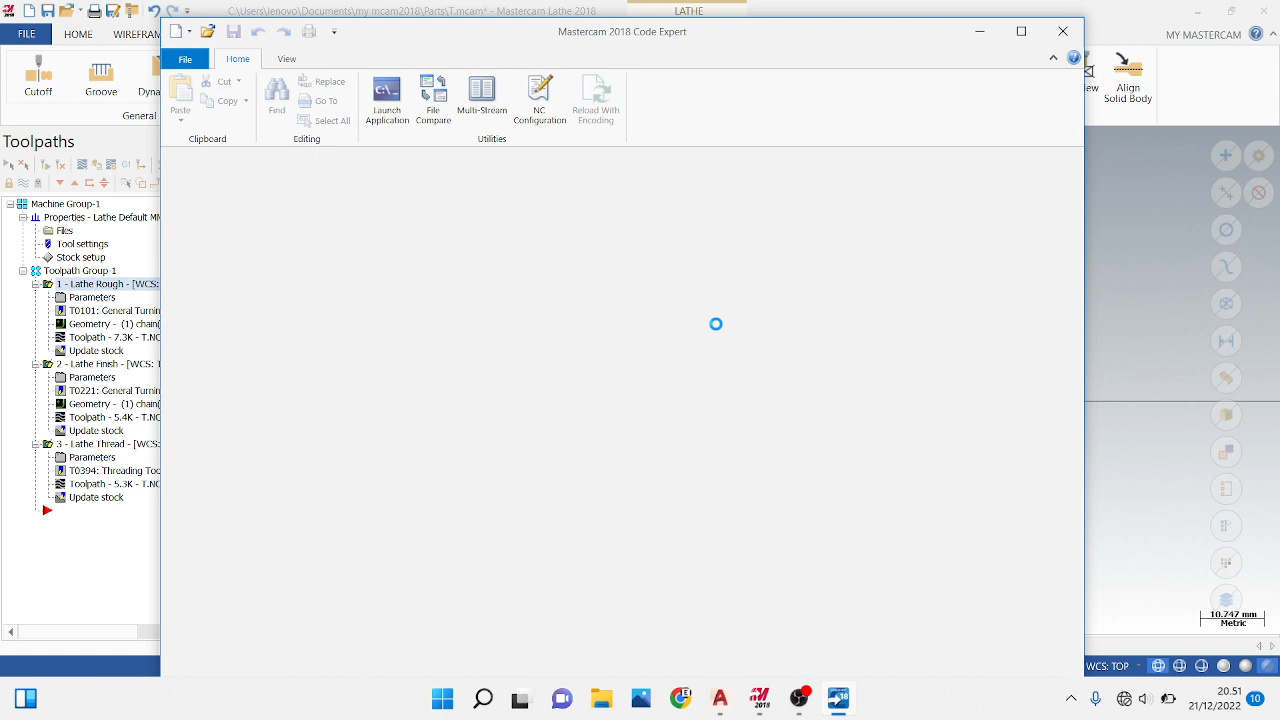 C:\Users\lenovo\Documents\my mcam2018\Parts\T.mcam* - Mastercam Lathe 2018
LATHE
FILE
HOME
WIREFRAM
MY MASTERCAM
Mastercam 2018 Code Expert
File
Home
View
Cutoff
Groove
Dyna
General
Paste
Cut
Copy
Clipboard
Find
Replace
Go To
Select All
Editing
Launch
Application
File
Compare
Multi-Stream
NC
Configuration
Reload With
Encoding
Utilities
ew
Align
Solid Body
Toolpaths
G1
Machine Group-1
Properties - Lathe Default MM
Files
Tool settings
Stock setup
Toolpath Group-1
1 - Lathe Rough - [WCS:
Parameters
T0101: General Turnin
Geometry - (1) chain(
Toolpath - 7.3K - T.NC
Update stock
2 - Lathe Finish - [WCS: T
Parameters
T0221: General Turnin
Geometry - (1) chain(
Toolpath - 5.4K - T.NC
Update stock
3 - Lathe Thread - [WCS:
Parameters
T0394: Threading Too
Toolpath - 5.3K - T.NC
Update stock
10.747 mm
Metric
WCS: TOP
20.51
21/12/2022
10